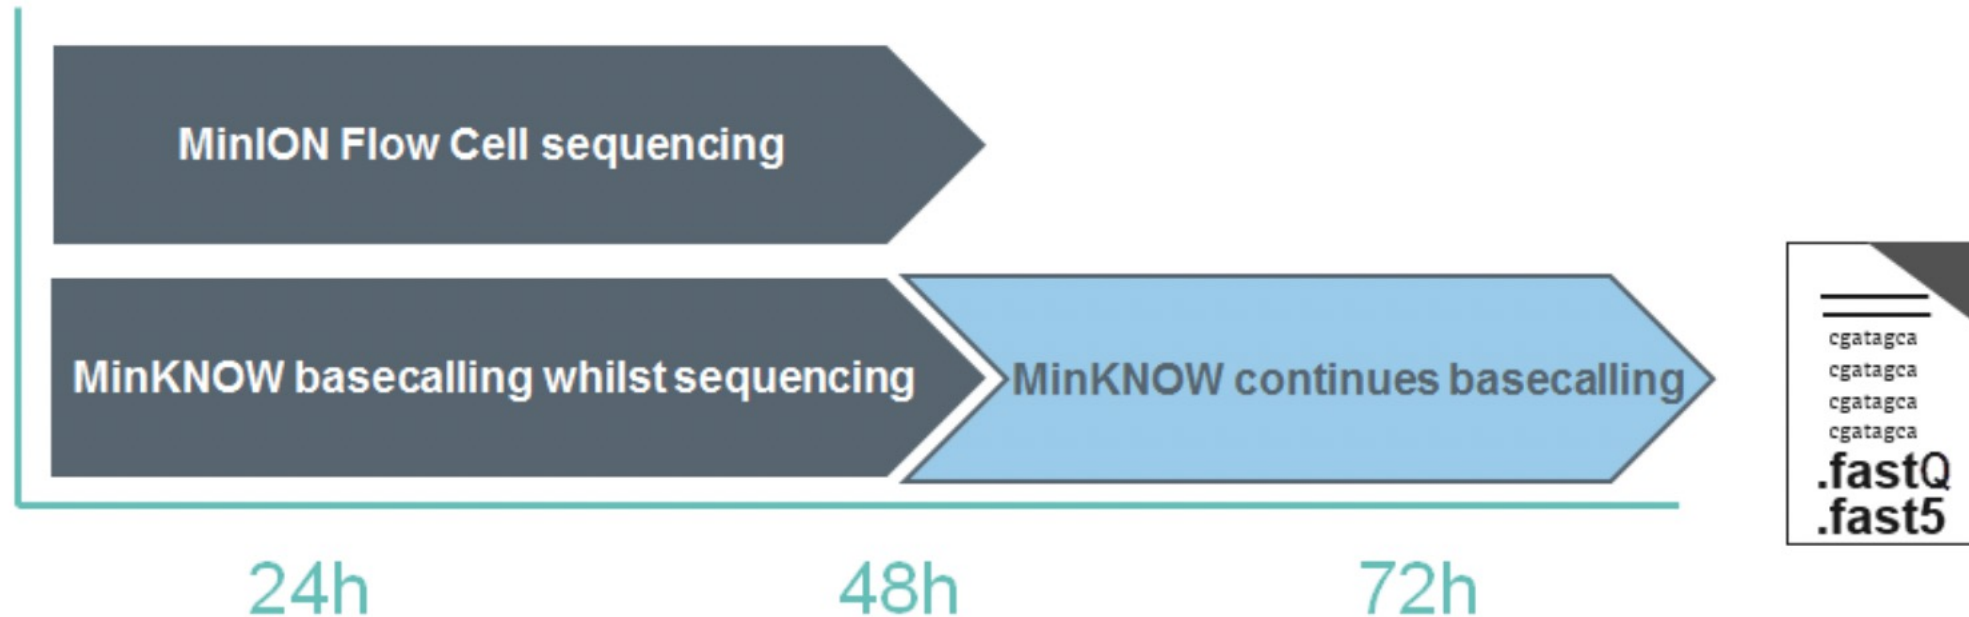 MinION Flow Cell sequencing
MinKNOW basecalling whilst sequencing
MinKNOW continues basecalling
cgatagca
cgatagca
cgatagca
cgatagca
.fastQ
.fast5
24h
48h
72h